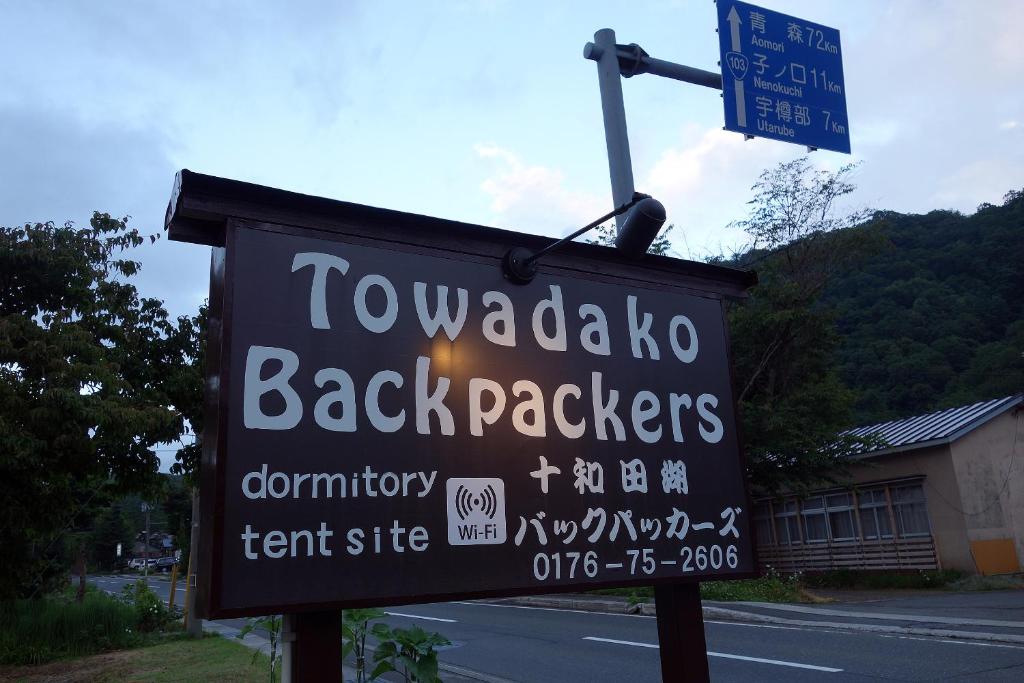 青森 72Km
Aomori
103
子ノ口 11Km
Nenokuchi
宇樽部 7Km
Utarube
Towadako
Backpackers
dormitory
tent site
Wi-Fi
十和田湖
バックパッカーズ
0176-75-2606